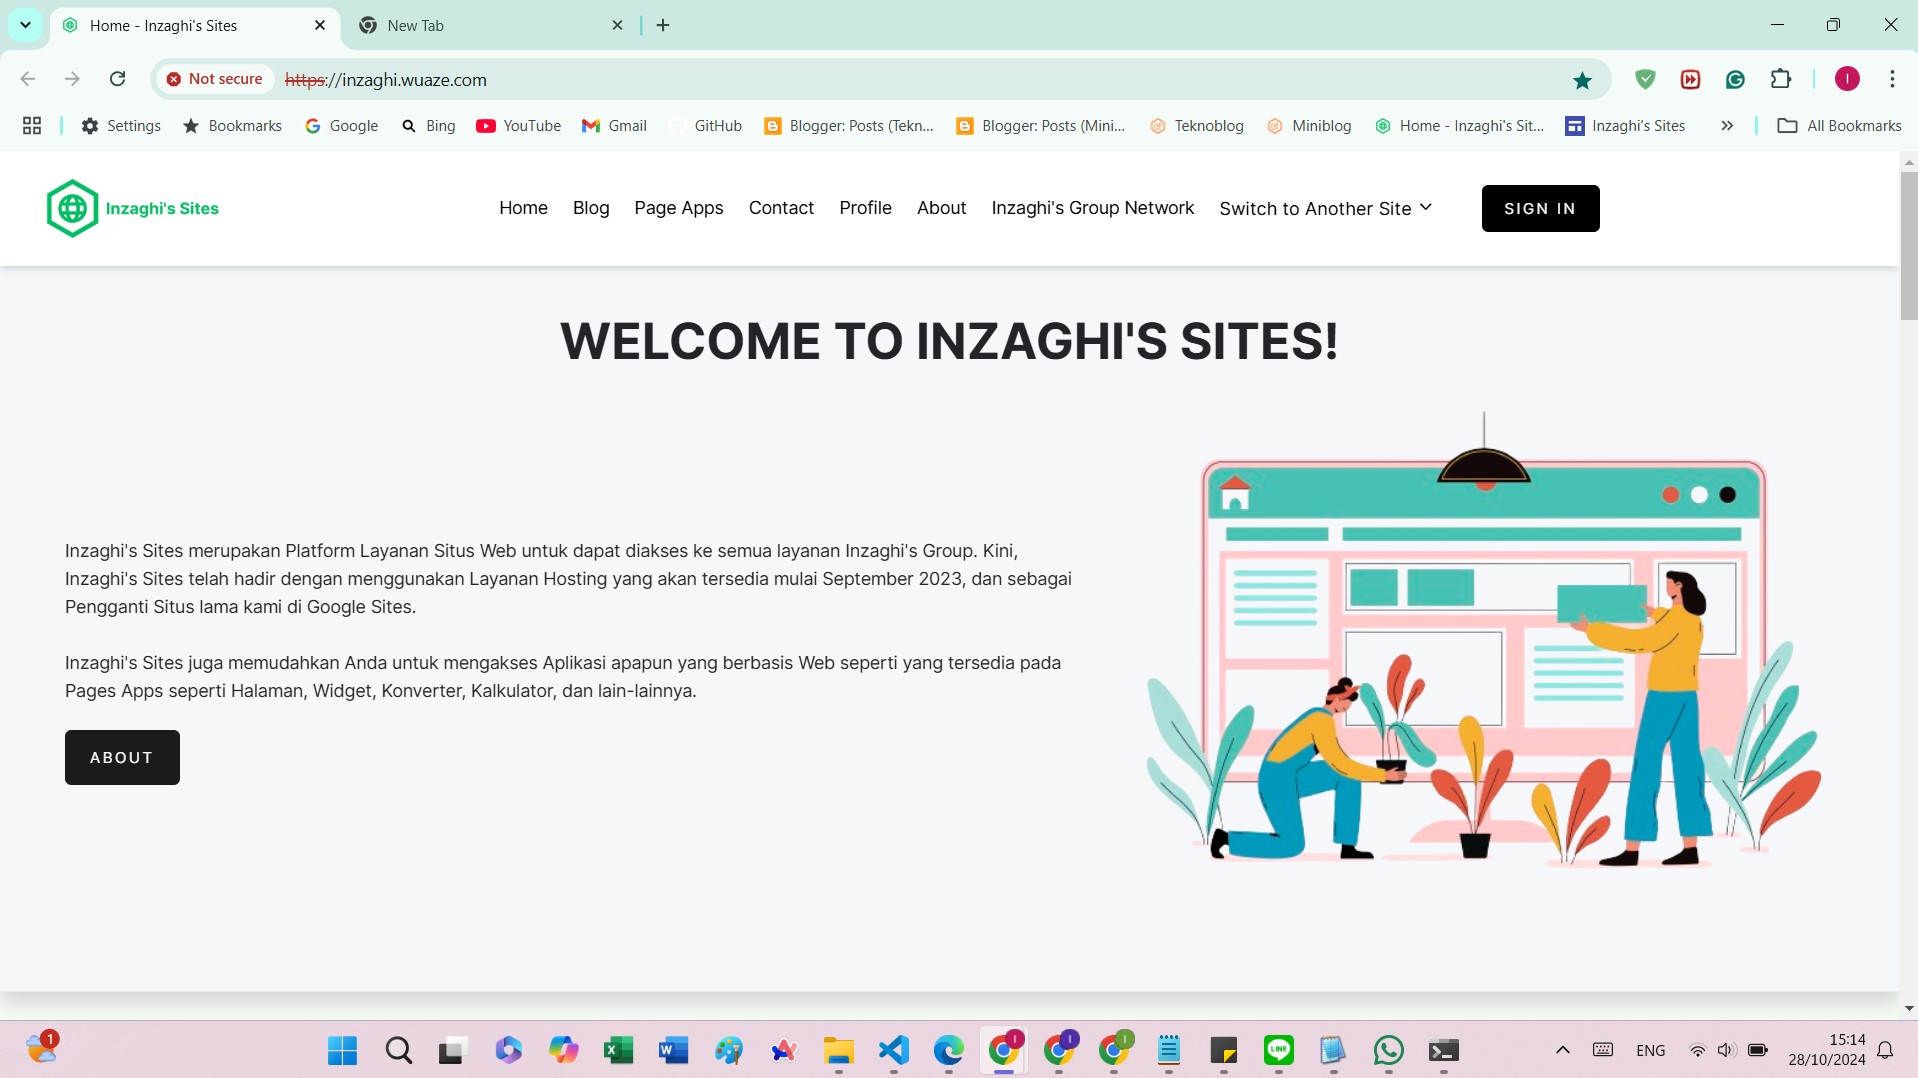 Home - Inzaghi's Sites
New Tab
Not secure
https://inzaghi.wuaze.com
I
Settings
Bookmarks
Google
Bing
YouTube
Gmail
GitHub
Blogger: Posts (Tekn...
Blogger: Posts (Mini...
Teknoblog
Miniblog
Home - Inzaghi's Sit...
Inzaghi's Sites
All Bookmarks
Inzaghi's Sites
Home
Blog
Page Apps
Contact
Profile
About
Inzaghi's Group Network
Switch to Another Site
SIGN IN
WELCOME TO INZAGHI'S SITES!
Inzaghi's Sites merupakan Platform Layanan Situs Web untuk dapat diakses ke semua layanan Inzaghi's Group. Kini,
Inzaghi's Sites telah hadir dengan menggunakan Layanan Hosting yang akan tersedia mulai September 2023, dan sebagai
Pengganti Situs lama kami di Google Sites.
Inzaghi's Sites juga memudahkan Anda untuk mengakses Aplikasi apapun yang berbasis Web seperti yang tersedia pada
Pages Apps seperti Halaman, Widget, Konverter, Kalkulator, dan lain-lainnya.
ABOUT
1
I
I
I
LINE
ENG
15:14
28/10/2024